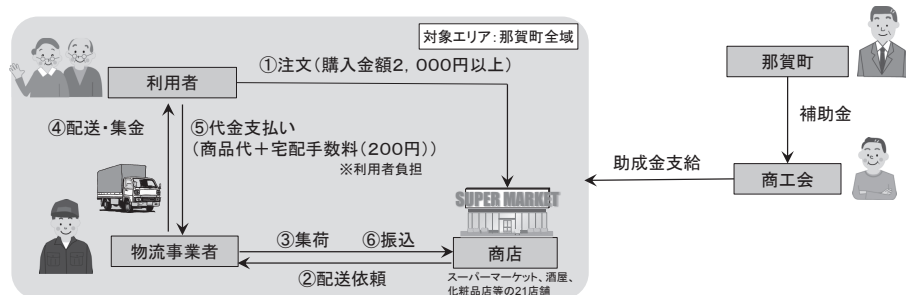 対象エリア：那賀町全域
①注文（購入金額2，000円以上）
利用者
④配送・集金
⑤代金支払い
（商品代＋宅配手数料（200円））
※利用者負担
SUPER MARKET
物流事業者
③集荷
⑥振込
②配送依頼
商店
スーパーマーケット、酒屋、
化粧品店等の21店舗
那賀町
補助金
助成金支給
商工会